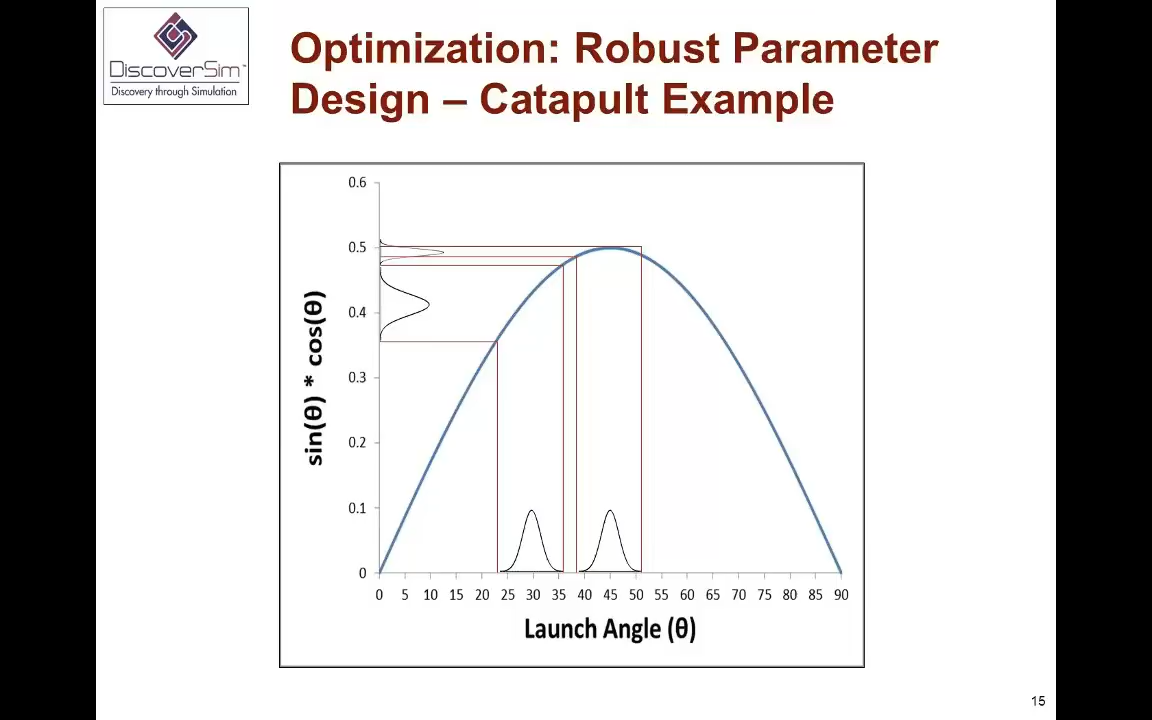 DiscoverSim™
Discovery through Simulation
Optimization: Robust Parameter
Design – Catapult Example
0.6
0.5
0.4
0.3
0.2
0.1
0
sin(θ) * cos(θ)
0 5 10 15 20 25 30 35 40 45 50 55 60 65 70 75 80 85 90
Launch Angle (θ)
15